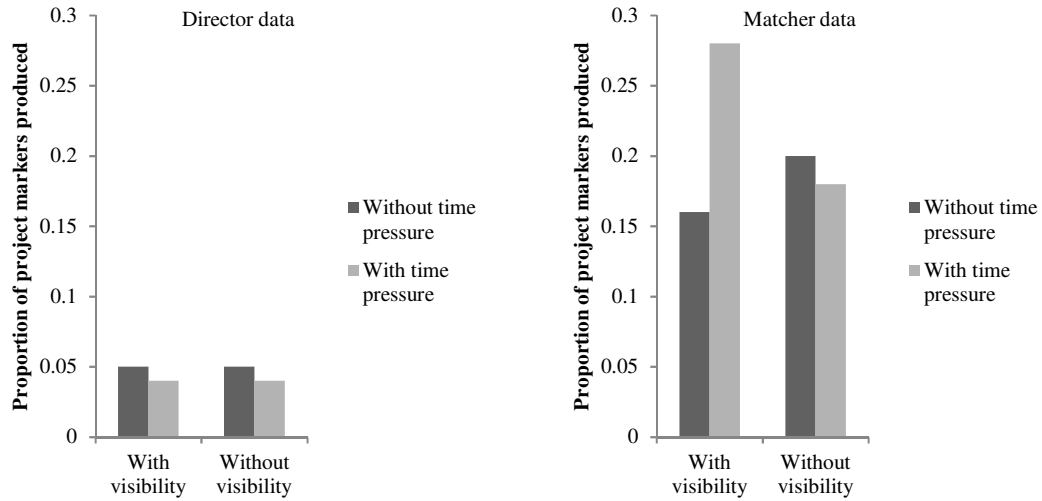 Proportion of project markers produced
Director data
0.3
0.25
0.2
0.15
0.1
0.05
0
With
visibility
Without
visibility
Without time
pressure
With time
pressure
Proportion of project markers produced
Matcher data
0.3
0.25
0.2
0.15
0.1
0.05
0
With
visibility
Without
visibility
Without time
pressure
With time
pressure